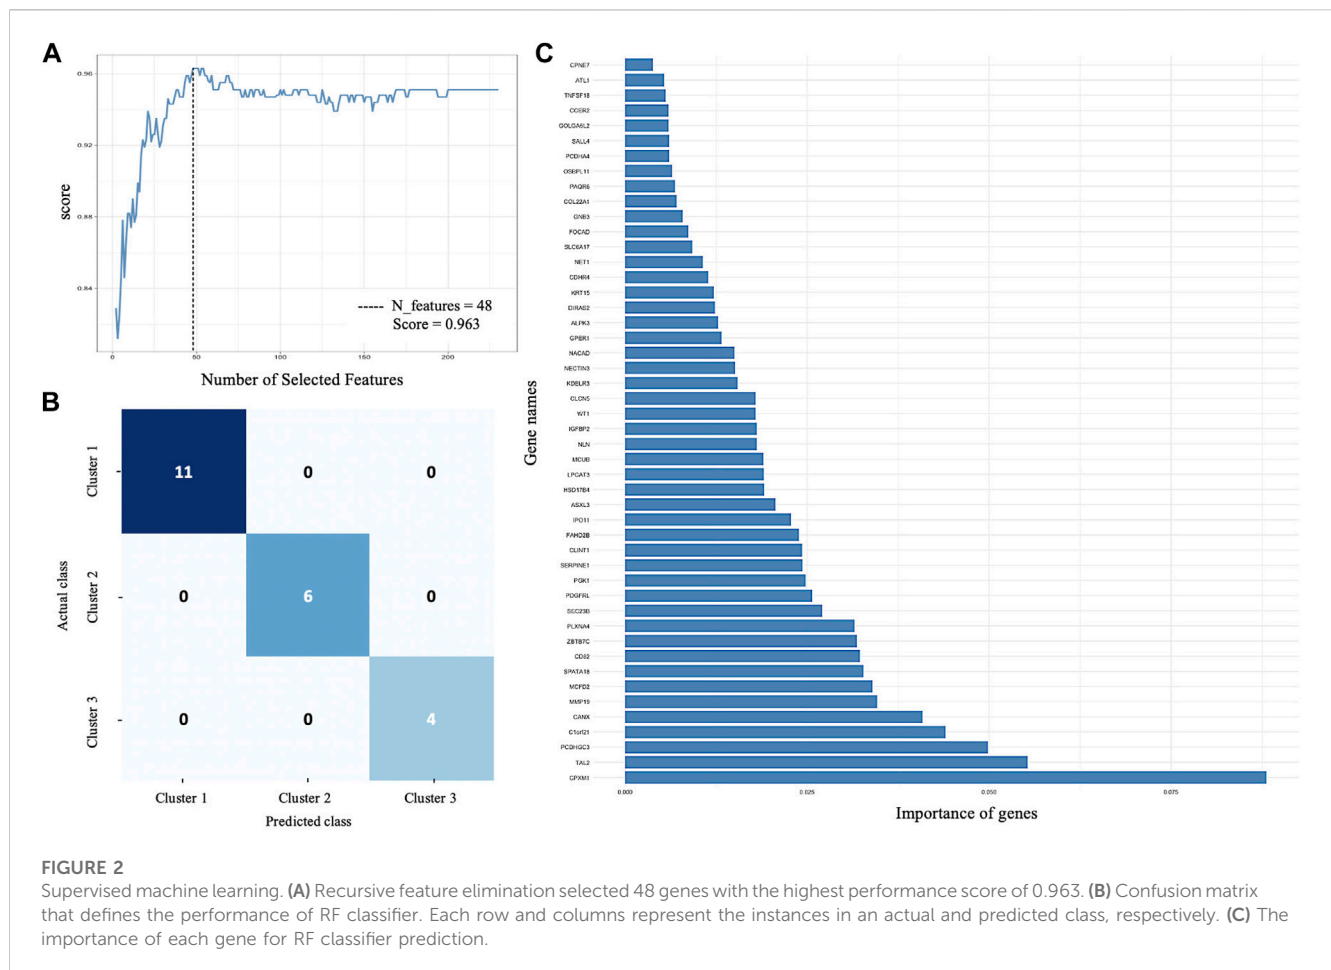 A
0.96
0.92
0.88
0.84
score
N_features = 48
Score = 0.963
0
50
100
150
200
Number of Selected Features
B
Cluster 1
Cluster 2
Cluster 3
Actual class
11
0
0
0
6
0
0
0
4
Cluster 1
Cluster 2
Cluster 3
Predicted class
C
Gene names
CPNE7
ATL1
TNFSF18
CCER2
GOLGA6L2
SALL4
PCDHA4
OSBPL11
PAQR6
COL22A1
GNB3
FOCAD
SLC6A17
NET1
CDHR4
KRT15
DIRAS2
ALPK3
GPER1
NACAD
NECTIN3
KDELR3
CLCN5
WT1
IGFBP2
NLN
MCUB
LPCAT3
HSD17B4
ASXL3
IPO11
FAHD2B
CLINT1
SERPINE1
PGK1
PDGFRL
SEC23B
PLXNA4
ZBTB7C
CD82
SPATA18
MCFD2
MMP19
CANX
C1orf21
PCDHGC3
TAL2
CPXM1
0.000
0.025
0.050
0.075
Importance of genes
FIGURE 2
Supervised machine learning. (A) Recursive feature elimination selected 48 genes with the highest performance score of 0.963. (B) Confusion matrix
that defines the performance of RF classifier. Each row and columns represent the instances in an actual and predicted class, respectively. (C) The
importance of each gene for RF classifier prediction.